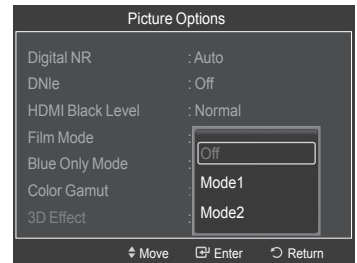 Picture Options
Digital NR : Auto
DNIe : Off
HDMI Black Level : Normal
Film Mode :
Off
Blue Only Mode :
Mode1
Color Gamut :
Mode2
3D Effect :
Move Enter Return